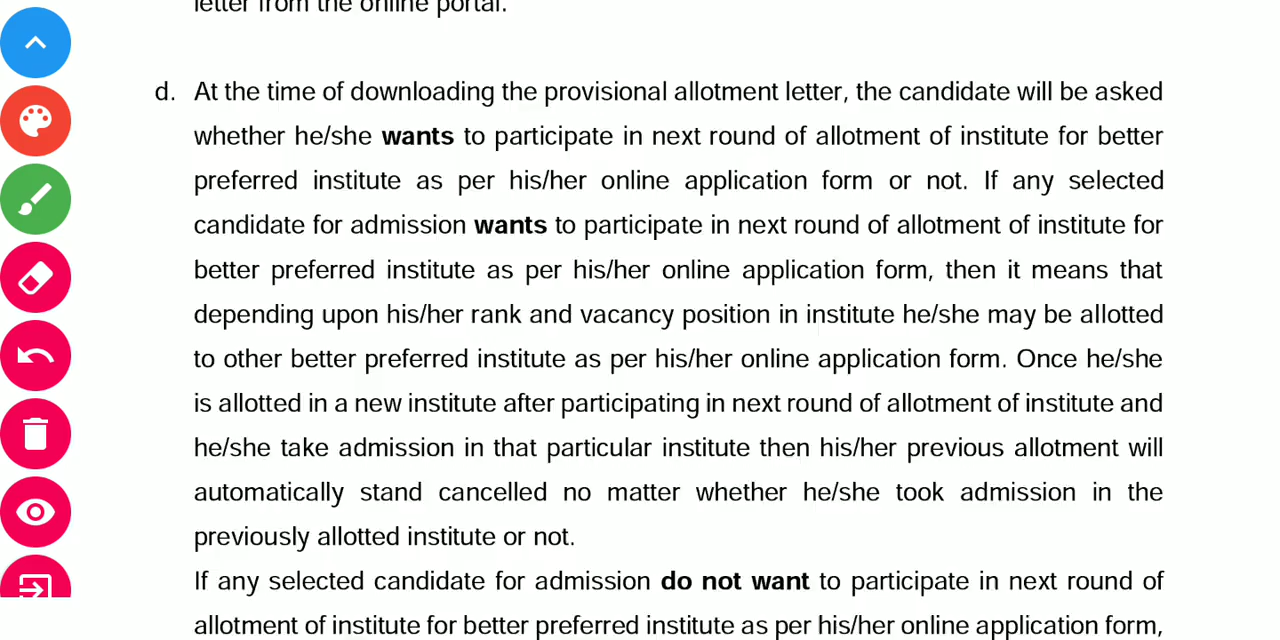 letter from the online portal.
d. At the time of downloading the provisional allotment letter, the candidate will be asked
whether he/she wants to participate in next round of allotment of institute for better
preferred institute as per his/her online application form or not. If any selected
candidate for admission wants to participate in next round of allotment of institute for
better preferred institute as per his/her online application form, then it means that
depending upon his/her rank and vacancy position in institute he/she may be allotted
to other better preferred institute as per his/her online application form. Once he/she
is allotted in a new institute after participating in next round of allotment of institute and
he/she take admission in that particular institute then his/her previous allotment will
automatically stand cancelled no matter whether he/she took admission in the
previously allotted institute or not.
If any selected candidate for admission do not want to participate in next round of
allotment of institute for better preferred institute as per his/her online application form,